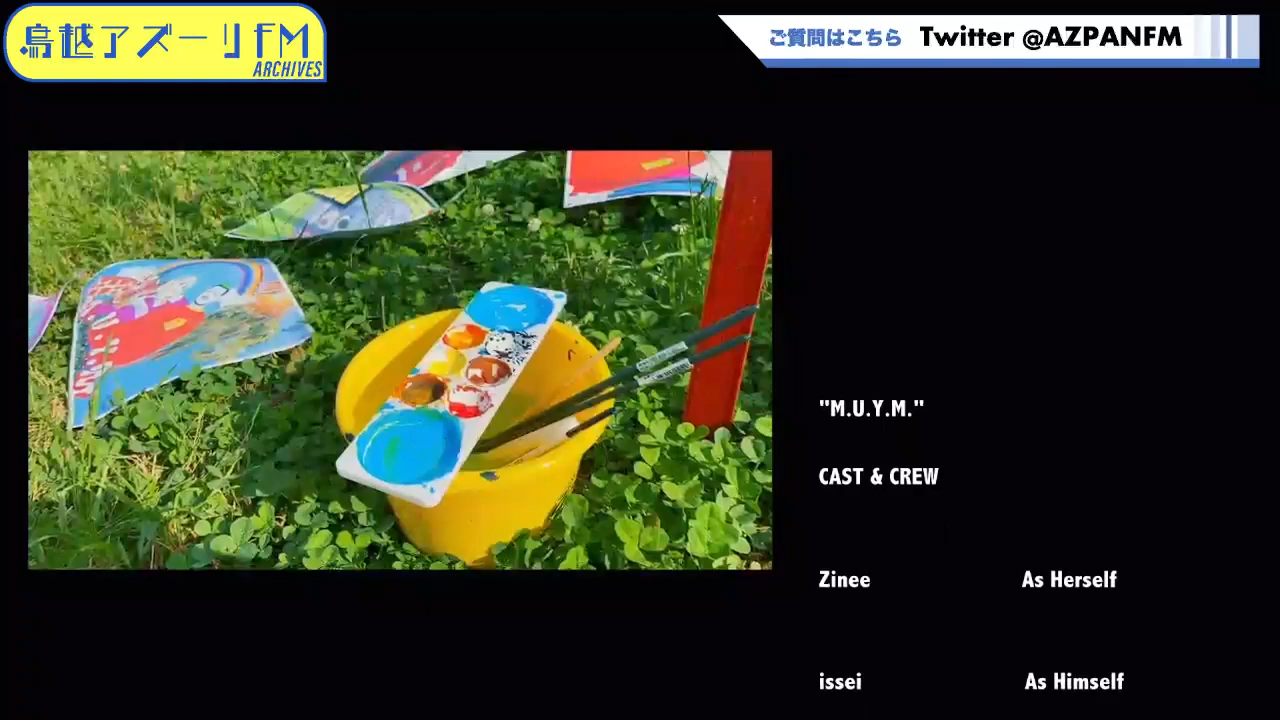 鳥越アズーリFM
ARCHIVES
ご質問はこちら Twitter @AZPANFM
"M.U.Y.M."
CAST & CREW
Zinee As Herself
issei As Himself